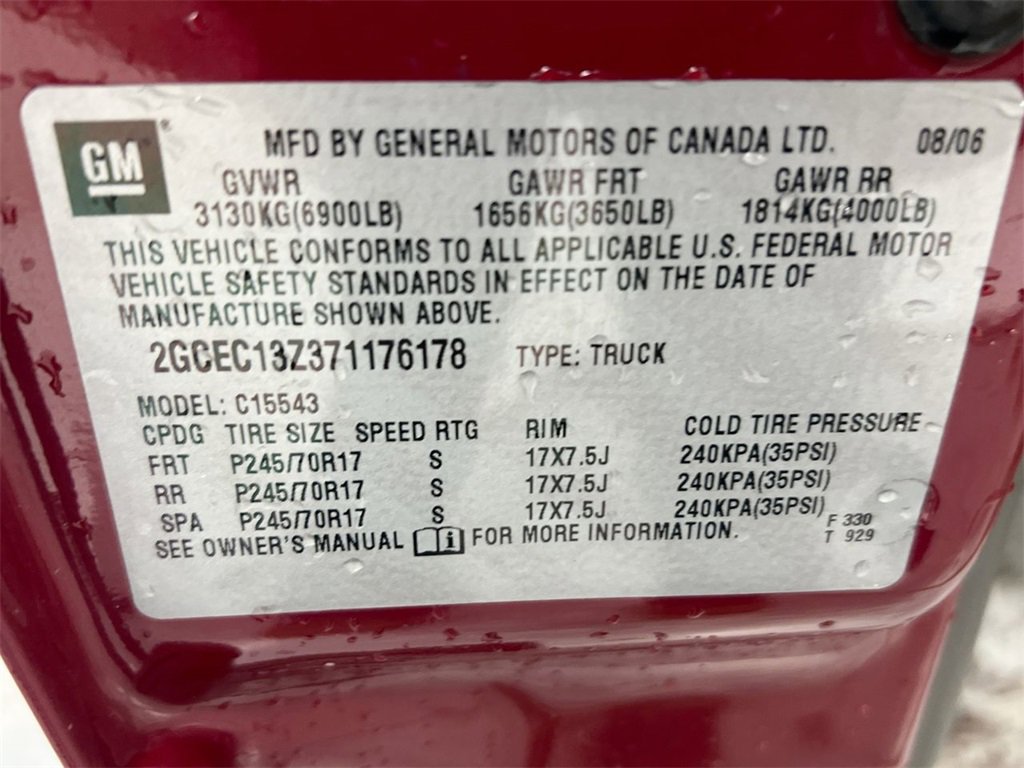 GM ® MFD BY GENERAL MOTORS OF CANADA LTD. 08/06
GVWR GAWR FRT GAWR RR
3130KG(6900LB) 1656KG(3650LB) 1814KG(4000LB)
THIS VEHICLE CONFORMS TO ALL APPLICABLE U.S. FEDERAL MOTOR
VEHICLE SAFETY STANDARDS IN EFFECT ON THE DATE OF
MANUFACTURE SHOWN ABOVE.
2GCEC13Z371176178 TYPE: TRUCK
MODEL: C15543
CPDG TIRE SIZE SPEED RTG RIM COLD TIRE PRESSURE
FRT P245/70R17 S 17X7.5J 240KPA(35PSI)
RR P245/70R17 S 17X7.5J 240KPA(35PSI)
SPA P245/70R17 S 17X7.5J 240KPA(35PSI)
SEE OWNER'S MANUAL i FOR MORE INFORMATION.
F 330
T 929